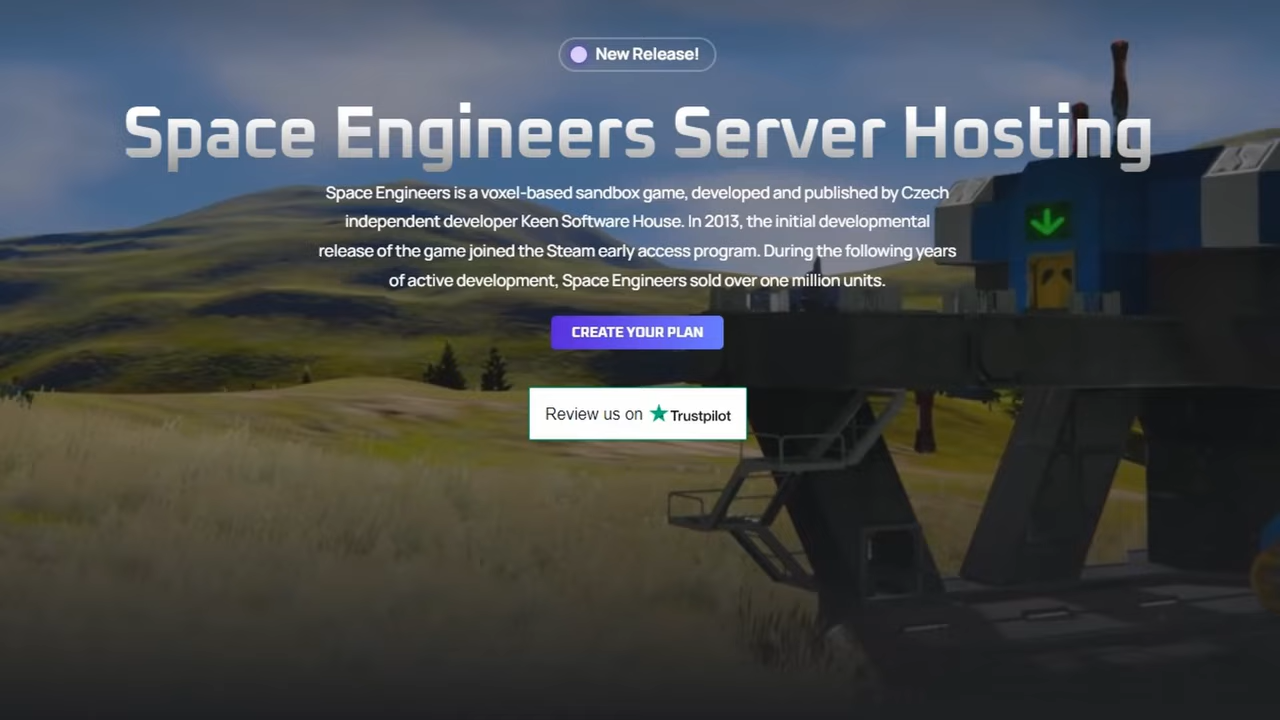 New Release!
Space Engineers Server Hosting
Space Engineers is a voxel-based sandbox game, developed and published by Czech
independent developer Keen Software House. In 2013, the initial developmental
release of the game joined the Steam early access program. During the following years
of active development, Space Engineers sold over one million units.
CREATE YOUR PLAN
Review us on Trustpilot